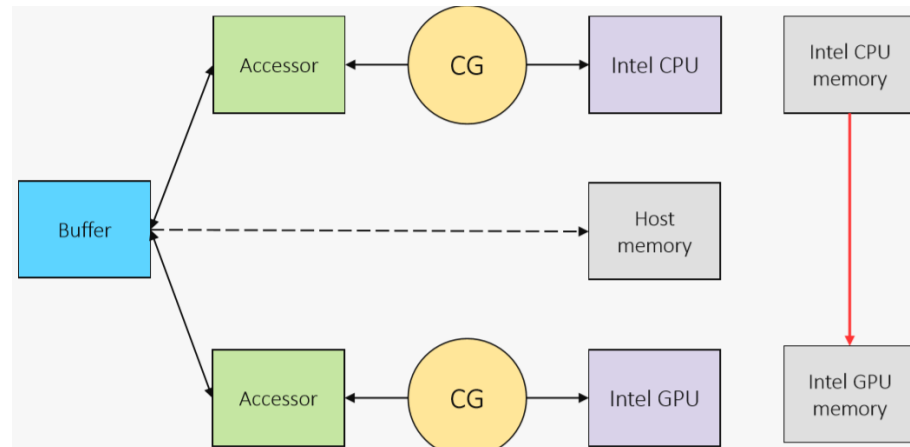 Accessor
CG
Intel CPU
Intel CPU
memory
Buffer
Host
memory
Accessor
CG
Intel GPU
Intel GPU
memory